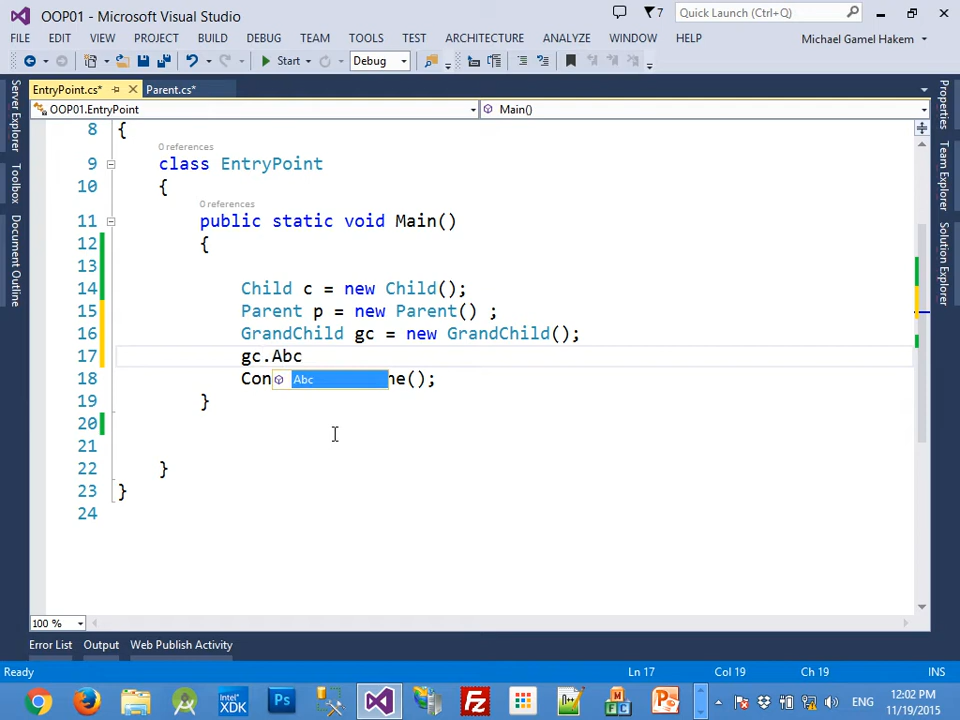 OOP01 - Microsoft Visual Studio
7
Quick Launch (Ctrl+Q)
FILE EDIT VIEW PROJECT BUILD DEBUG TEAM TOOLS TEST ARCHITECTURE ANALYZE WINDOW HELP
Michael Gamel Hakem
Start
Debug
EntryPoint.cs*
Parent.cs*
OOP01.EntryPoint
Main()
Server Explorer
Toolbox
Document Outline
Properties
Team Explorer
Solution Explorer
8 {
0 references
9 class EntryPoint
10 {
0 references
11 public static void Main()
12 {
13
14 Child c = new Child();
15 Parent p = new Parent() ;
16 GrandChild gc = new GrandChild();
17 gc.Abc
18 Con ne();
Abc
19 }
20
21
22 }
23 }
24
100 %
Error List Output Web Publish Activity
Ready
Ln 17 Col 19 Ch 19 INS
intel XDK
Ps
Fz
ENG
12:02 PM
11/19/2015